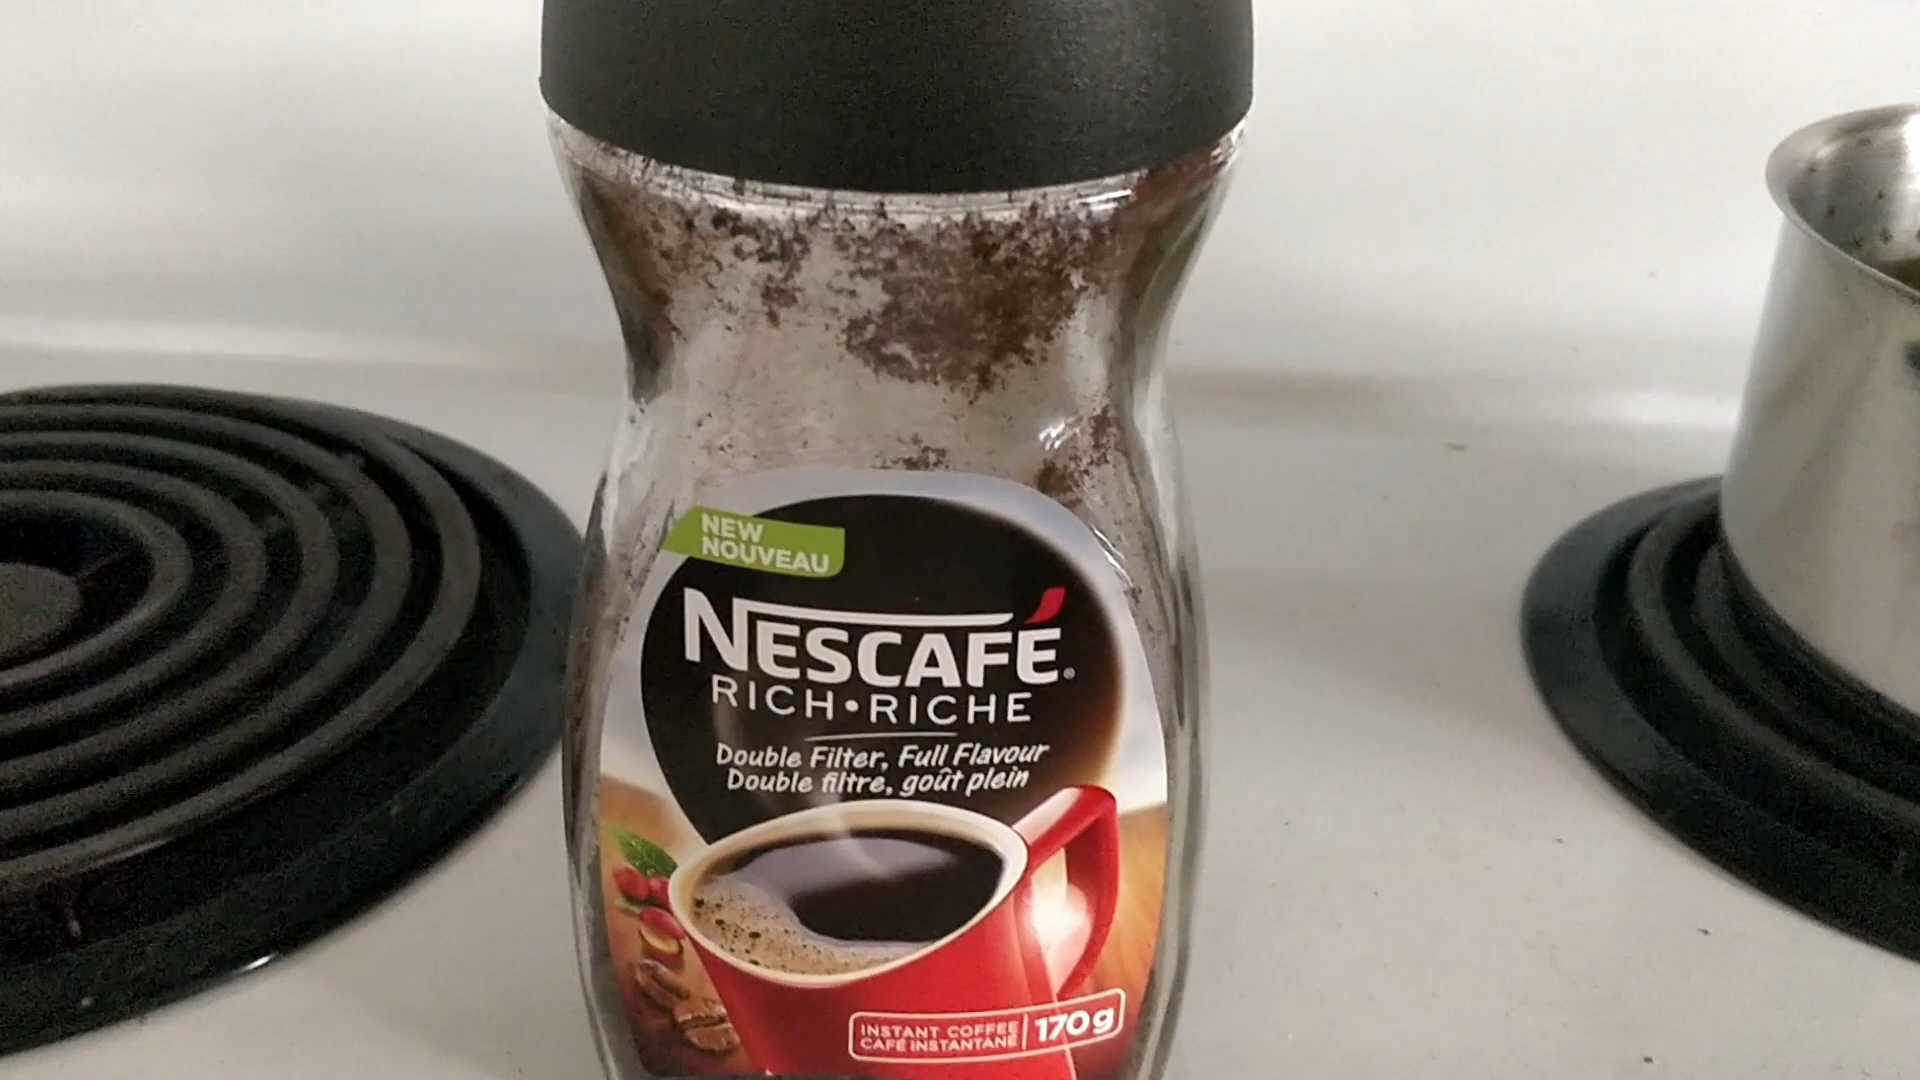 NEW
NOUVEAU
NESCAFÉ®
RICH•RICHE
Double Filter, Full Flavour
Double filtre, goût plein
INSTANT COFFEE
CAFÉ INSTANTANÉ
170g